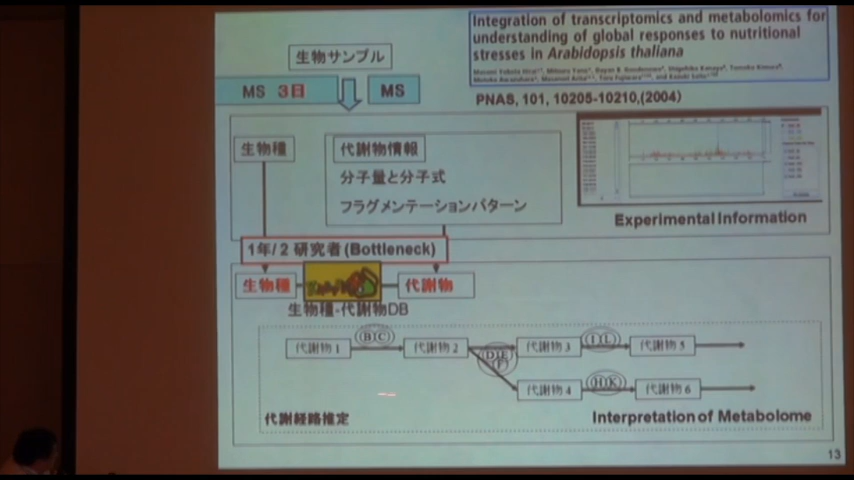 Integration of transcriptomics and metabolomics for
understanding of global responses to nutritional
stresses in Arabidopsis thaliana
PNAS, 101, 10205-10210,(2004)
生物サンプル
MS 3日
MS
生物種
代謝物情報
分子量と分子式
フラグメンテーションパターン
Experimental Information
1年/2 研究者(Bottleneck)
生物種
代謝物
生物種-代謝物DB
代謝物 1
B C
代謝物 2
D E
F
代謝物 3
I L
代謝物 5
代謝物 4
H K
代謝物 6
代謝経路推定
Interpretation of Metabolome
13